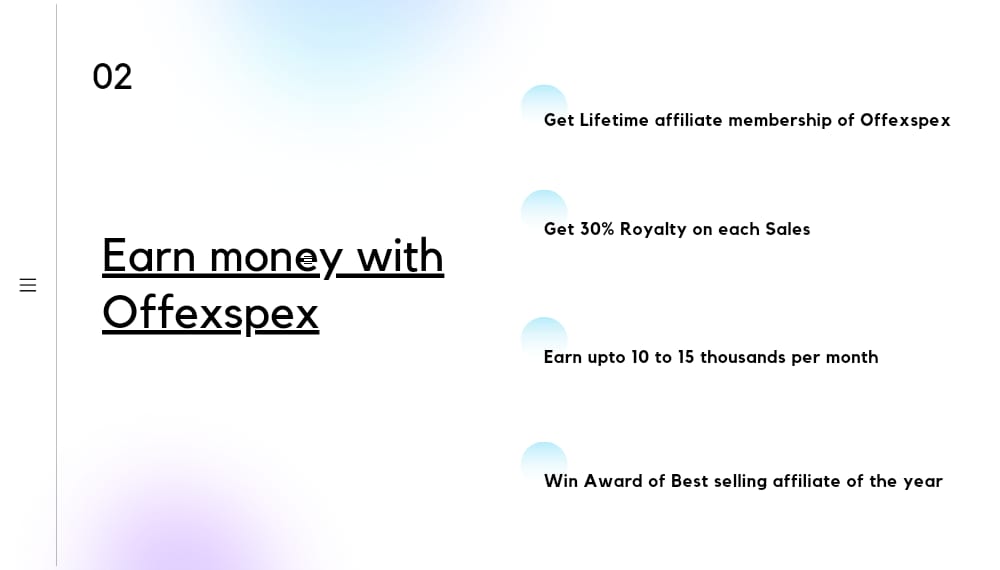 02
Earn money with
Offexspex
Get Lifetime affiliate membership of Offexspex
Get 30% Royalty on each Sales
Earn upto 10 to 15 thousands per month
Win Award of Best selling affiliate of the year